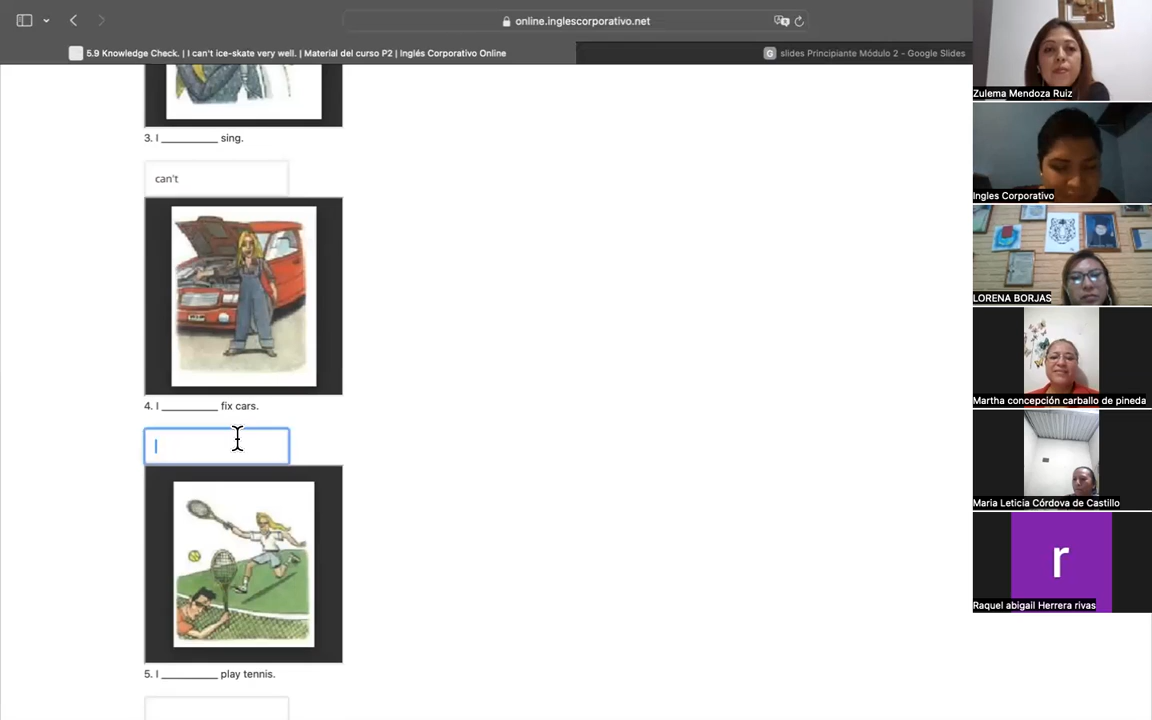 online.inglescorporativo.net
5.9 Knowledge Check. | I can't ice-skate very well. | Material del curso P2 | Inglés Corporativo Online
G slides Principiante Módulo 2 - Google Slides
3. I __________ sing.
can't
4. I __________ fix cars.
5. I __________ play tennis.
Zulema Mendoza Ruiz
Ingles Corporativo
LORENA BORJAS
Martha concepción carballo de pineda
Maria Leticia Córdova de Castillo
r
Raquel abigail Herrera rivas